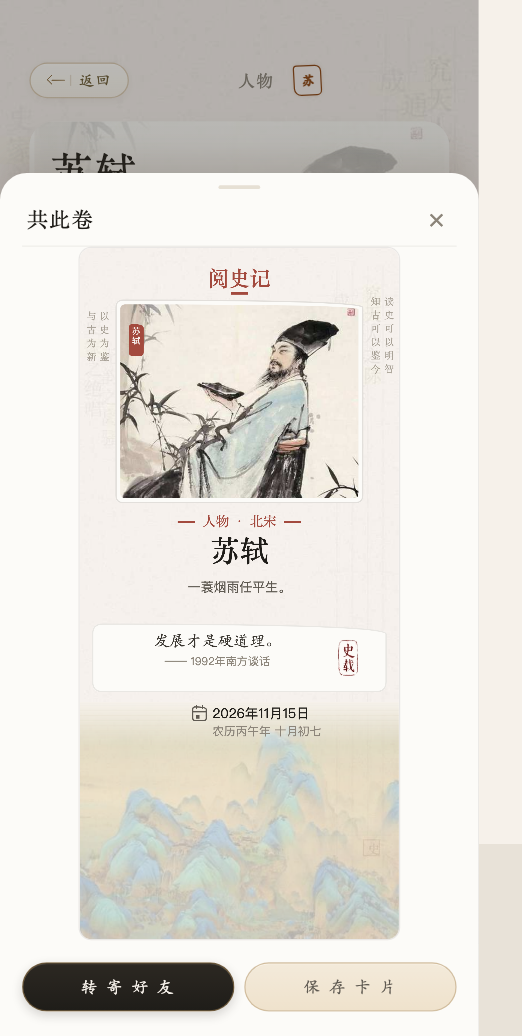 返回
人物
苏
苏轼
共此卷
阅史记
与古为新
以史为鉴
知古可以鉴今
读史可以明智
苏轼
人物 · 北宋
苏轼
一蓑烟雨任平生。
发展才是硬道理。
—— 1992年南方谈话
史载
2026年11月15日
农历丙午年 十月初七
转寄好友
保存卡片